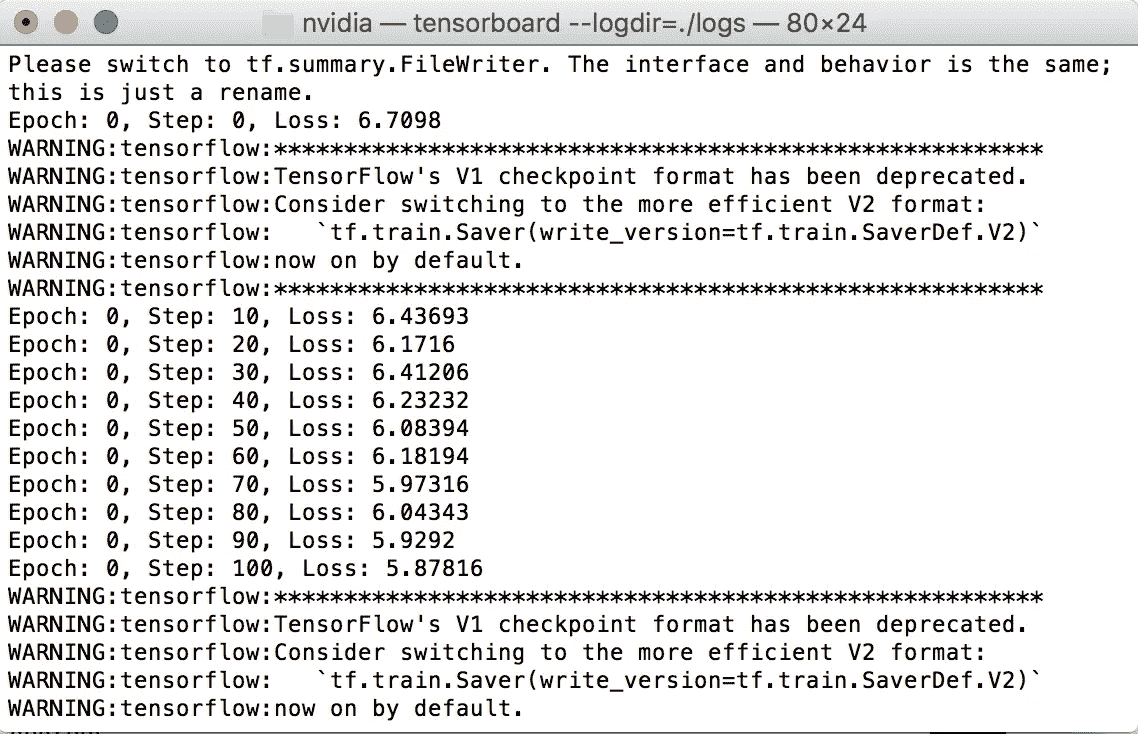 nvidia — tensorboard --logdir=./logs — 80×24
Please switch to tf.summary.FileWriter. The interface and behavior is the same;
this is just a rename.
Epoch: 0, Step: 0, Loss: 6.7098
WARNING:tensorflow:*******************************************************
WARNING:tensorflow:TensorFlow's V1 checkpoint format has been deprecated.
WARNING:tensorflow:Consider switching to the more efficient V2 format:
WARNING:tensorflow:   `tf.train.Saver(write_version=tf.train.SaverDef.V2)`
WARNING:tensorflow:now on by default.
WARNING:tensorflow:*******************************************************
Epoch: 0, Step: 10, Loss: 6.43693
Epoch: 0, Step: 20, Loss: 6.1716
Epoch: 0, Step: 30, Loss: 6.41206
Epoch: 0, Step: 40, Loss: 6.23232
Epoch: 0, Step: 50, Loss: 6.08394
Epoch: 0, Step: 60, Loss: 6.18194
Epoch: 0, Step: 70, Loss: 5.97316
Epoch: 0, Step: 80, Loss: 6.04343
Epoch: 0, Step: 90, Loss: 5.9292
Epoch: 0, Step: 100, Loss: 5.87816
WARNING:tensorflow:*******************************************************
WARNING:tensorflow:TensorFlow's V1 checkpoint format has been deprecated.
WARNING:tensorflow:Consider switching to the more efficient V2 format:
WARNING:tensorflow:   `tf.train.Saver(write_version=tf.train.SaverDef.V2)`
WARNING:tensorflow:now on by default.